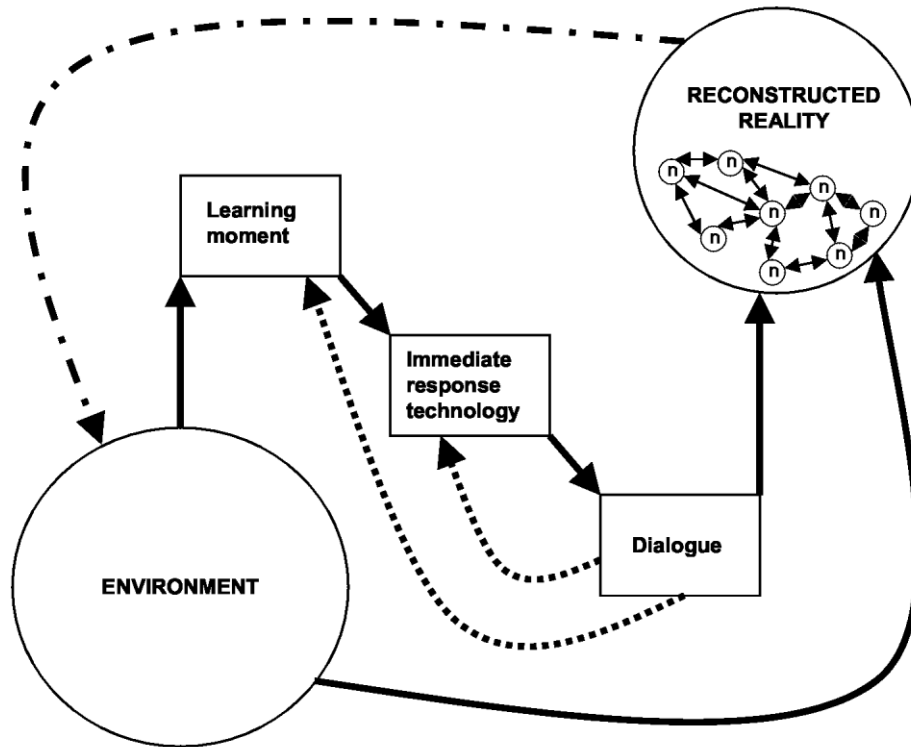 RECONSTRUCTED
REALITY
n
n
n
n
n
n
n
n
Learning
moment
Immediate
response
technology
Dialogue
ENVIRONMENT